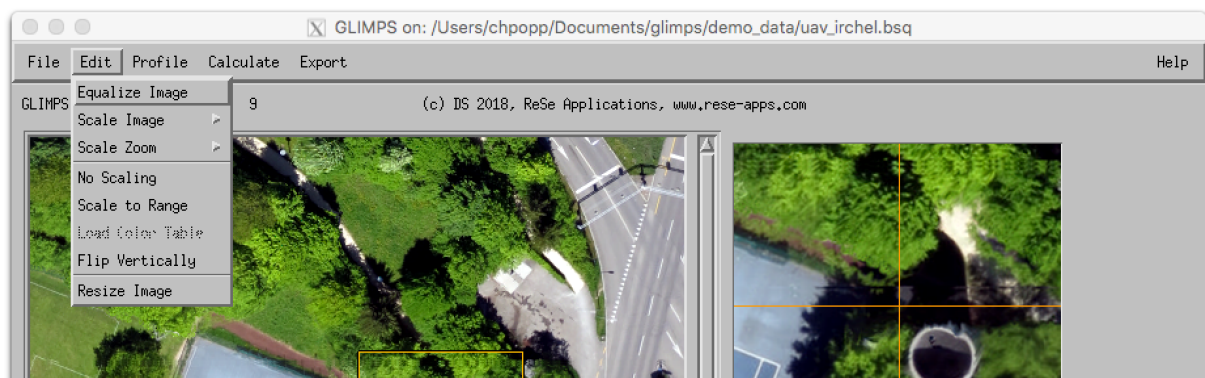 GLIMPS on: /Users/chpopp/Documents/glimps/demo_data/uav_irchel.bsq
File Edit Profile Calculate Export Help
GLIMPS 9 (c) DS 2018, ReSe Applications, www.rese-apps.com
Equalize Image
Scale Image
Scale Zoom
No Scaling
Scale to Range
Load Color Table
Flip Vertically
Resize Image